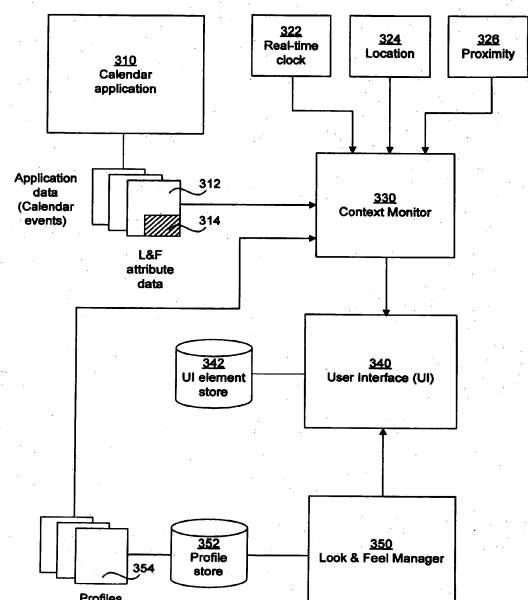 310
Calendar
application
322
Real-time
clock
324
Location
326
Proximity
Application
data
(Calendar
events)
312
314
L&F
attribute
data
330
Context Monitor
342
UI element
store
340
User Interface (UI)
354
Profiles
352
Profile
store
350
Look & Feel Manager